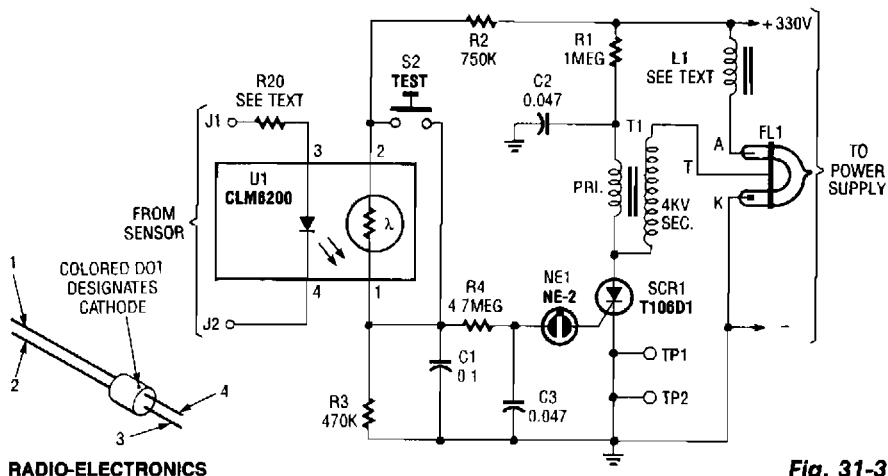 R2
750K
R1
1MEG
+ 330V
L1
SEE TEXT
S2
TEST
R20
SEE TEXT
C2
0.047
J1
3
2
T1
A
FL1
T
K
TO
POWER
SUPPLY
U1
CLM6200
λ
PRI.
4KV
SEC.
FROM
SENSOR
COLORED DOT
DESIGNATES
CATHODE
4
1
J2
R4
4.7MEG
NE1
NE-2
SCR1
T106D1
–
1
2
3
4
C1
0.1
C3
0.047
R3
470K
TP1
TP2
RADIO-ELECTRONICS
Fig. 31-3